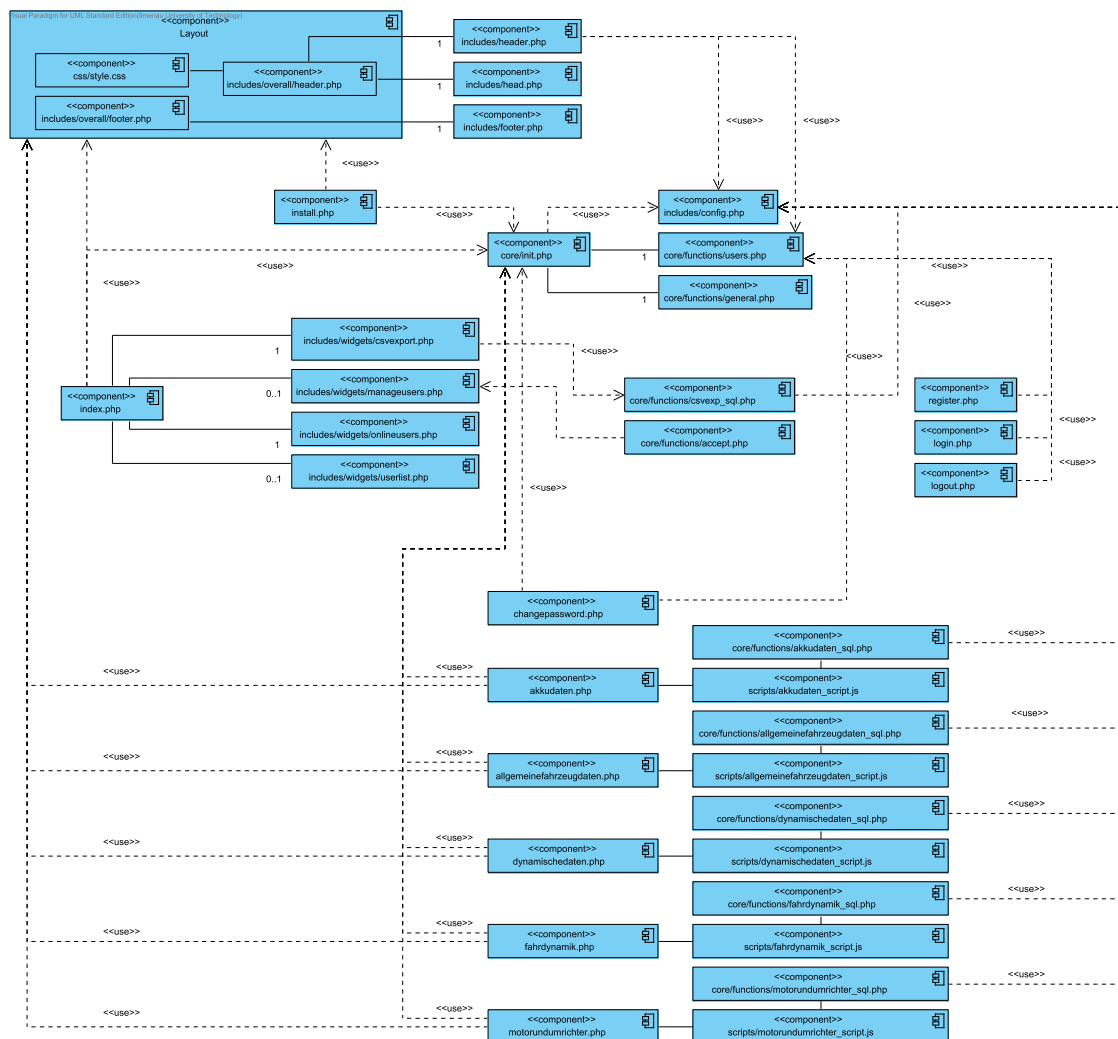 Visual Paradigm for UML Standard Edition(Ilmenau University of Technology)
<<component>>
Layout
<<component>>
css/style.css
<<component>>
includes/overall/header.php
<<component>>
includes/overall/footer.php
1
<<component>>
includes/header.php
1
<<component>>
includes/head.php
1
<<component>>
includes/footer.php
<<use>>
<<use>>
<<use>>
<<component>>
install.php
<<use>>
<<use>>
<<component>>
includes/config.php
<<component>>
core/init.php
1
<<component>>
core/functions/users.php
1
<<component>>
core/functions/general.php
<<use>>
<<use>>
<<use>>
<<use>>
<<component>>
index.php
1
<<component>>
includes/widgets/csvexport.php
<<use>>
<<use>>
0..1
<<component>>
includes/widgets/manageusers.php
1
<<component>>
includes/widgets/onlineusers.php
0..1
<<component>>
includes/widgets/userlist.php
<<component>>
core/functions/csvexp_sql.php
<<component>>
core/functions/accept.php
<<use>>
<<component>>
register.php
<<component>>
login.php
<<component>>
logout.php
<<use>>
<<use>>
<<use>>
<<component>>
changepassword.php
<<component>>
core/functions/akkudaten_sql.php
<<use>>
<<use>>
<<use>>
<<component>>
akkudaten.php
<<component>>
scripts/akkudaten_script.js
<<component>>
core/functions/allgemeinefahrzeugdaten_sql.php
<<use>>
<<use>>
<<use>>
<<component>>
allgemeinefahrzeugdaten.php
<<component>>
scripts/allgemeinefahrzeugdaten_script.js
<<component>>
core/functions/dynamischedaten_sql.php
<<use>>
<<use>>
<<use>>
<<component>>
dynamischedaten.php
<<component>>
scripts/dynamischedaten_script.js
<<component>>
core/functions/fahrdynamik_sql.php
<<use>>
<<use>>
<<use>>
<<component>>
fahrdynamik.php
<<component>>
scripts/fahrdynamik_script.js
<<component>>
core/functions/motorundumrichter_sql.php
<<use>>
<<use>>
<<use>>
<<component>>
motorundumrichter.php
<<component>>
scripts/motorundumrichter_script.js